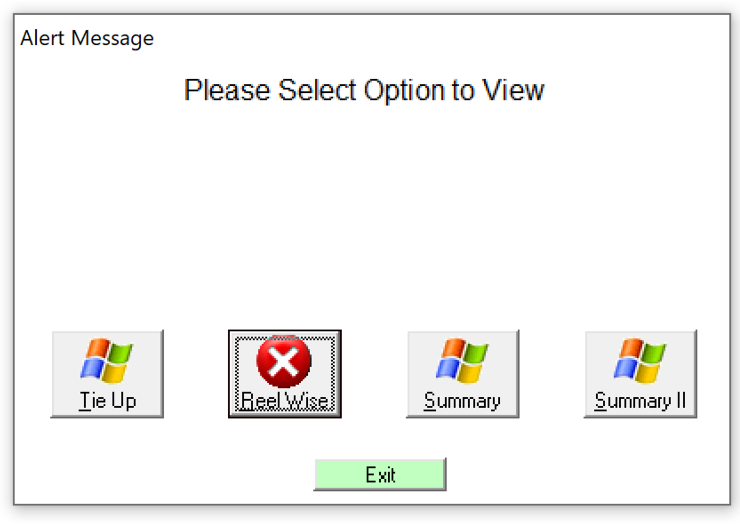 Alert Message
Please Select Option to View
Tie Up
Reel Wise
Summary
Summary II
Exit